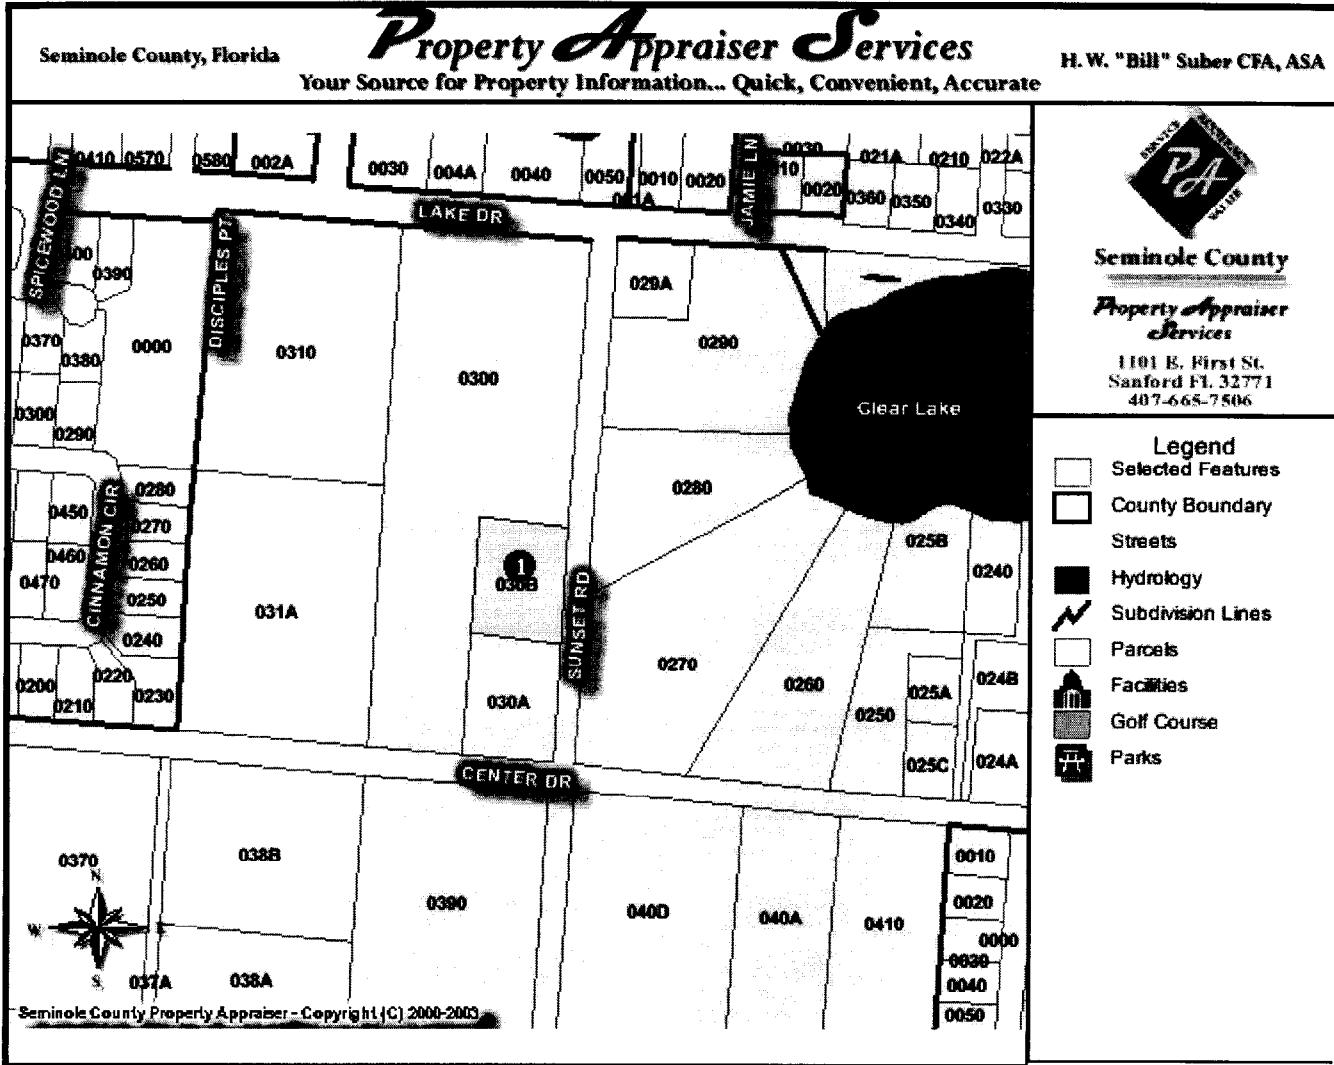 Seminole County, Florida
Property Appraiser Services
H. W. "Bill" Suber CFA, ASA
Your Source for Property Information... Quick, Convenient, Accurate
0410 0570 0580 002A 0030 004A 0040 0050 0010 0020 0030 021A 0210 022A
0020 0360 0350 0340 0330
SPICEWOOD LN
LAKE DR
JAMIE LN
DISCIPLES PT
0390
029A
0370 0380 0000 0310 0300 0290
Clear Lake
0300 0290
0280 0280
0450 0270 025B
0460 0260 0240
0470 0250
1
CINNAMON CIR
031A
SUNSET RD
0240
0270 0260
0200 0210 0220 0230 030A 0250 025A 024B
025C 024A
CENTER DR
0370 038B 0390 040D 040A 0410 0010
0020
0000
0030
0040
0050
N
W
S
037A 038A
Seminole County Property Appraiser - Copyright (C) 2000-2003
PA
Seminole County
Property Appraiser
Services
1101 E. First St.
Sanford Fl. 32771
407-665-7506
Legend
Selected Features
County Boundary
Streets
Hydrology
Subdivision Lines
Parcels
Facilities
Golf Course
Parks